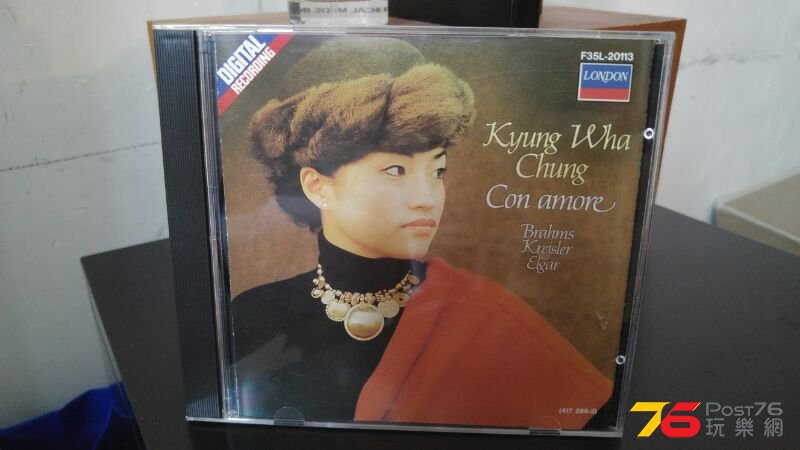 DIGITAL
RECORDING
F35L-20113
LONDON
Kyung Wha
Chung
Con amore
Brahms
Kreisler
Elgar
(417 289-2)
76 POST76
玩樂網